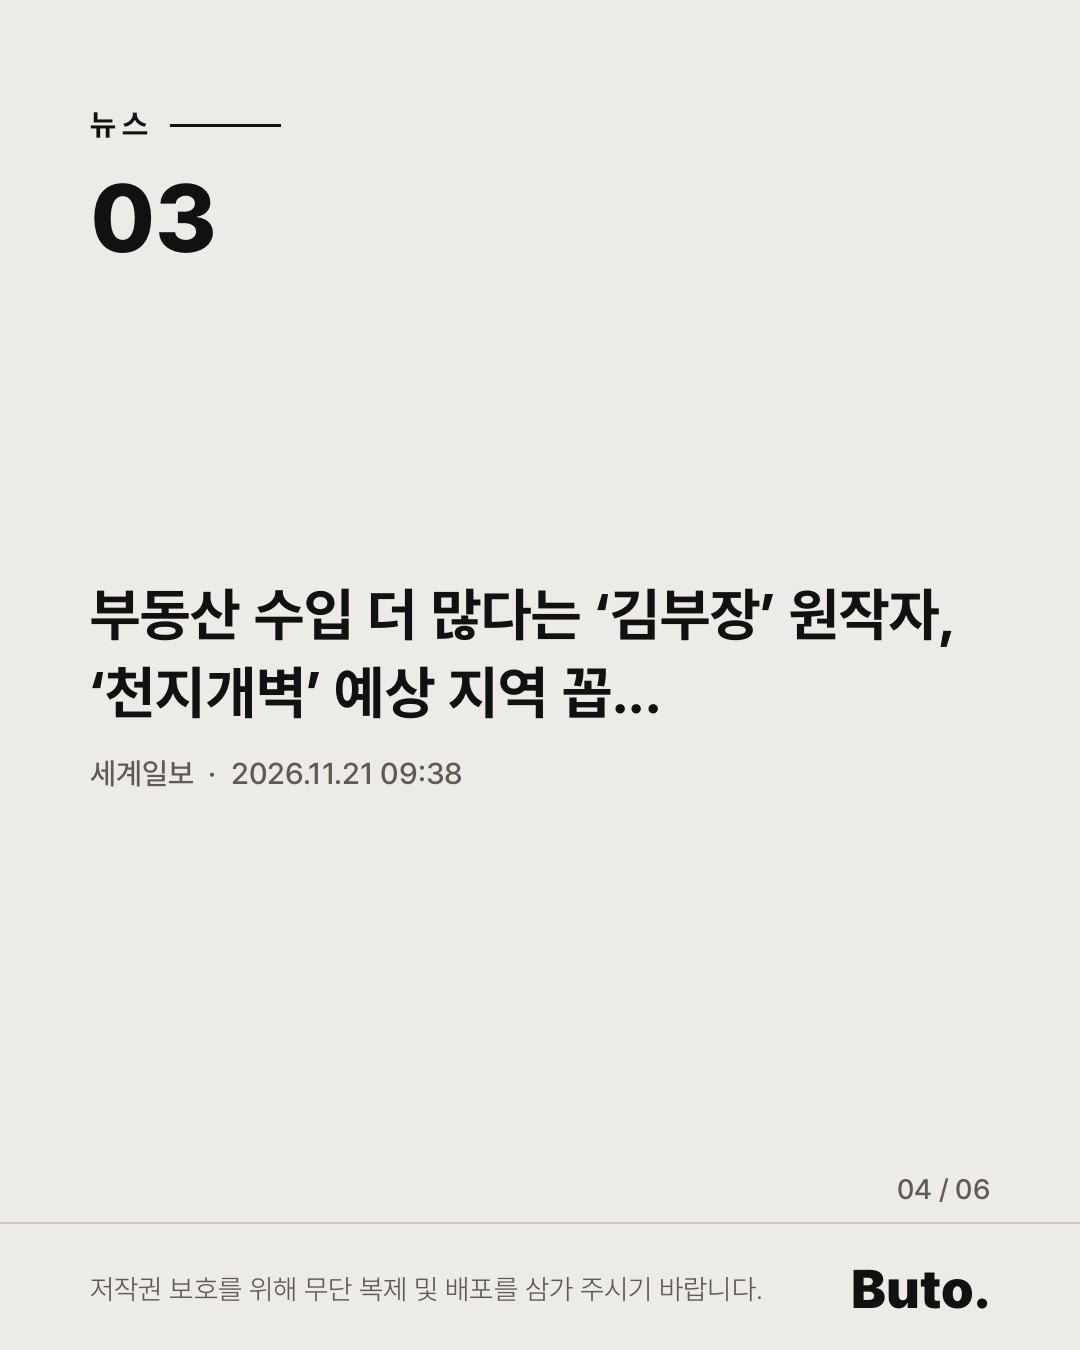 뉴스
03
부동산 수입 더 많다는 ‘김부장’ 원작자,
‘천지개벽’ 예상 지역 꼽...
세계일보 · 2026.11.21 09:38
04 / 06
저작권 보호를 위해 무단 복제 및 배포를 삼가 주시기 바랍니다.
Buto.